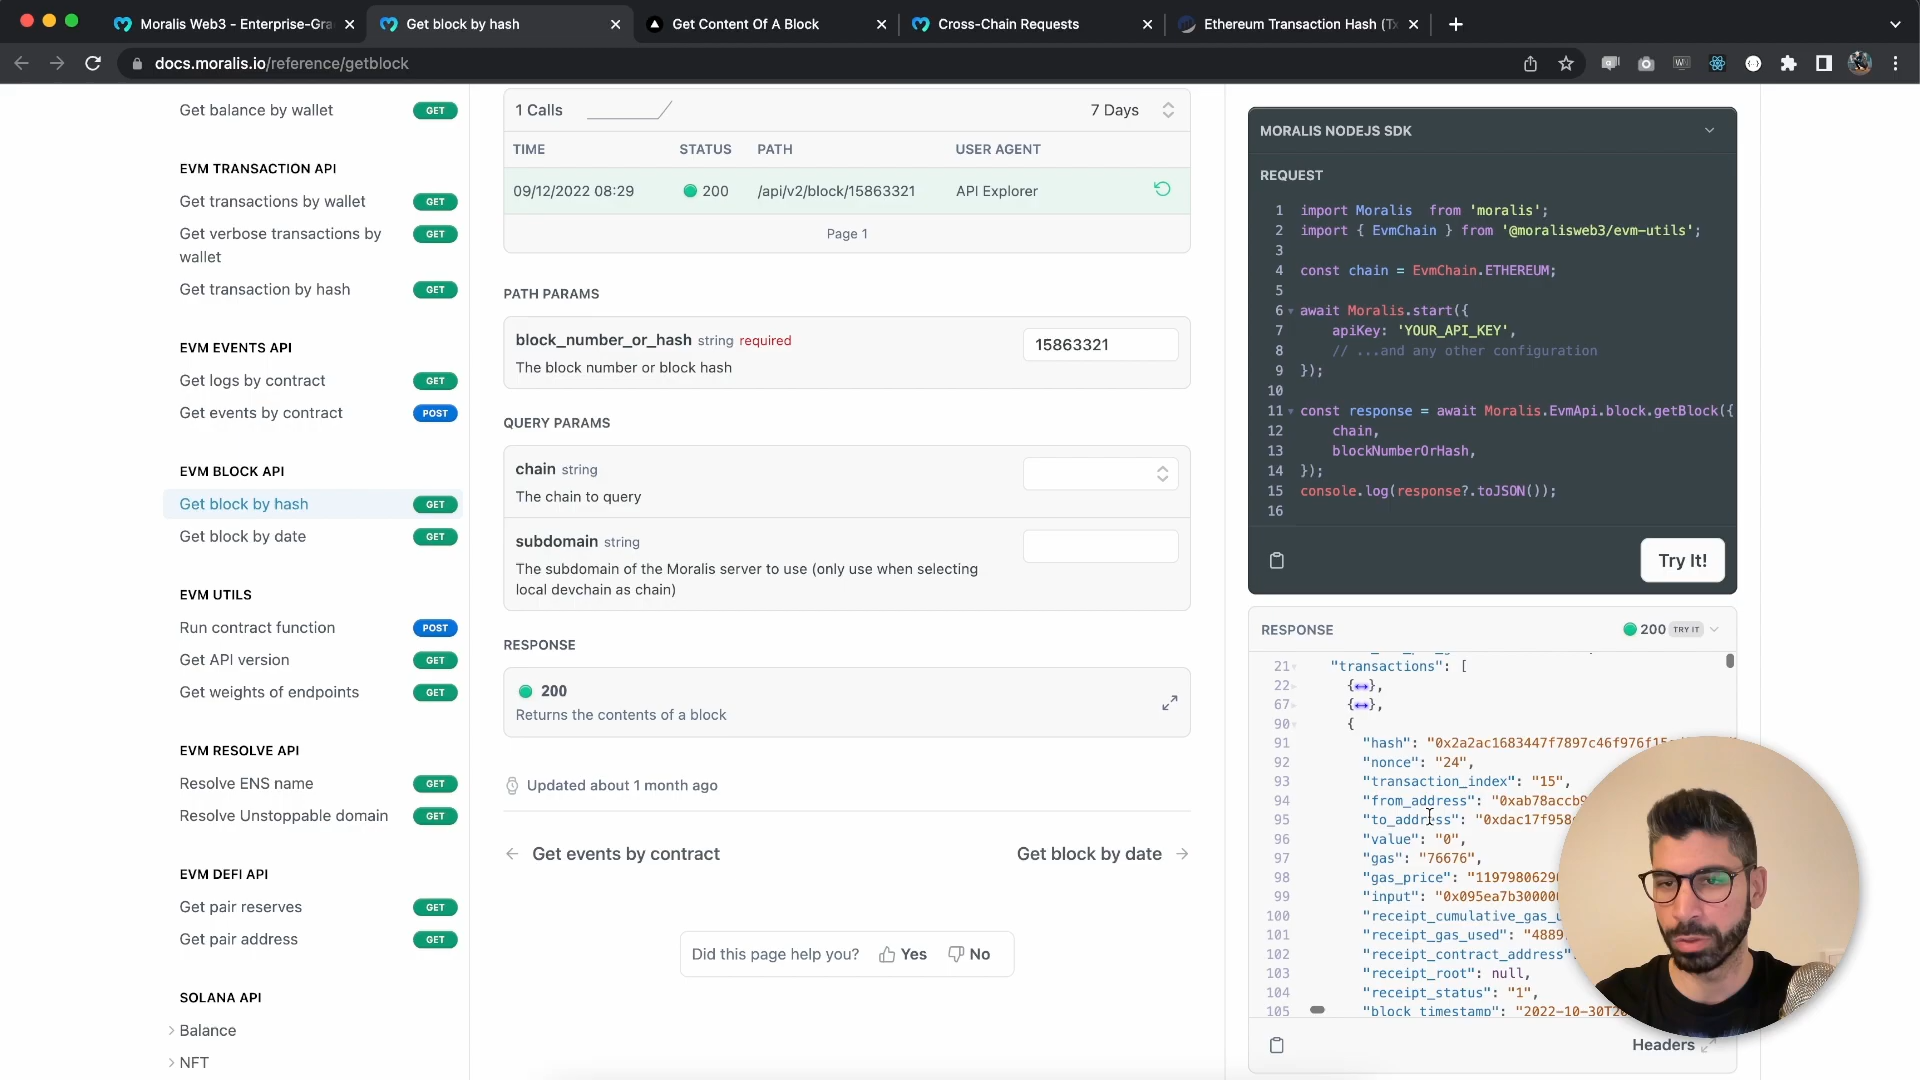 Moralis Web3 - Enterprise-Gra
Get block by hash
Get Content Of A Block
Cross-Chain Requests
Ethereum Transaction Hash (Tx
docs.moralis.io/reference/getblock
Get balance by wallet GET
EVM TRANSACTION API
Get transactions by wallet GET
Get verbose transactions by GET
wallet
Get transaction by hash GET
EVM EVENTS API
Get logs by contract GET
Get events by contract POST
EVM BLOCK API
Get block by hash GET
Get block by date GET
EVM UTILS
Run contract function POST
Get API version GET
Get weights of endpoints GET
EVM RESOLVE API
Resolve ENS name GET
Resolve Unstoppable domain GET
EVM DEFI API
Get pair reserves GET
Get pair address GET
SOLANA API
Balance
NFT
1 Calls 7 Days
TIME STATUS PATH USER AGENT
09/12/2022 08:29 200 /api/v2/block/15863321 API Explorer
Page 1
PATH PARAMS
block_number_or_hash string required 15863321
The block number or block hash
QUERY PARAMS
chain string
The chain to query
subdomain string
The subdomain of the Moralis server to use (only use when selecting
local devchain as chain)
RESPONSE
200
Returns the contents of a block
Updated about 1 month ago
← Get events by contract Get block by date →
Did this page help you? Yes No
MORALIS NODEJS SDK
REQUEST
1 import Moralis from 'moralis';
2 import { EvmChain } from '@moralisweb3/evm-utils';
3
4 const chain = EvmChain.ETHEREUM;
5
6 await Moralis.start({
7 apiKey: 'YOUR_API_KEY',
8 // ...and any other configuration
9 });
10
11 const response = await Moralis.EvmApi.block.getBlock({
12 chain,
13 blockNumberOrHash,
14 });
15 console.log(response?.toJSON());
16
Try It!
RESPONSE 200 TRY IT
21 "transactions": [
22 {↔},
67 {↔},
90 {
91 "hash": "0x2a2ac1683447f7897c46f976f15
92 "nonce": "24",
93 "transaction_index": "15",
94 "from_address": "0xab78accb9
95 "to_address": "0xdac17f958
96 "value": "0",
97 "gas": "76676",
98 "gas_price": "1197980629
99 "input": "0x095ea7b30000
100 "receipt_cumulative_gas_u
101 "receipt_gas_used": "4889
102 "receipt_contract_address"
103 "receipt_root": null,
104 "receipt_status": "1",
105 "block_timestamp": "2022-10-30T2
Headers